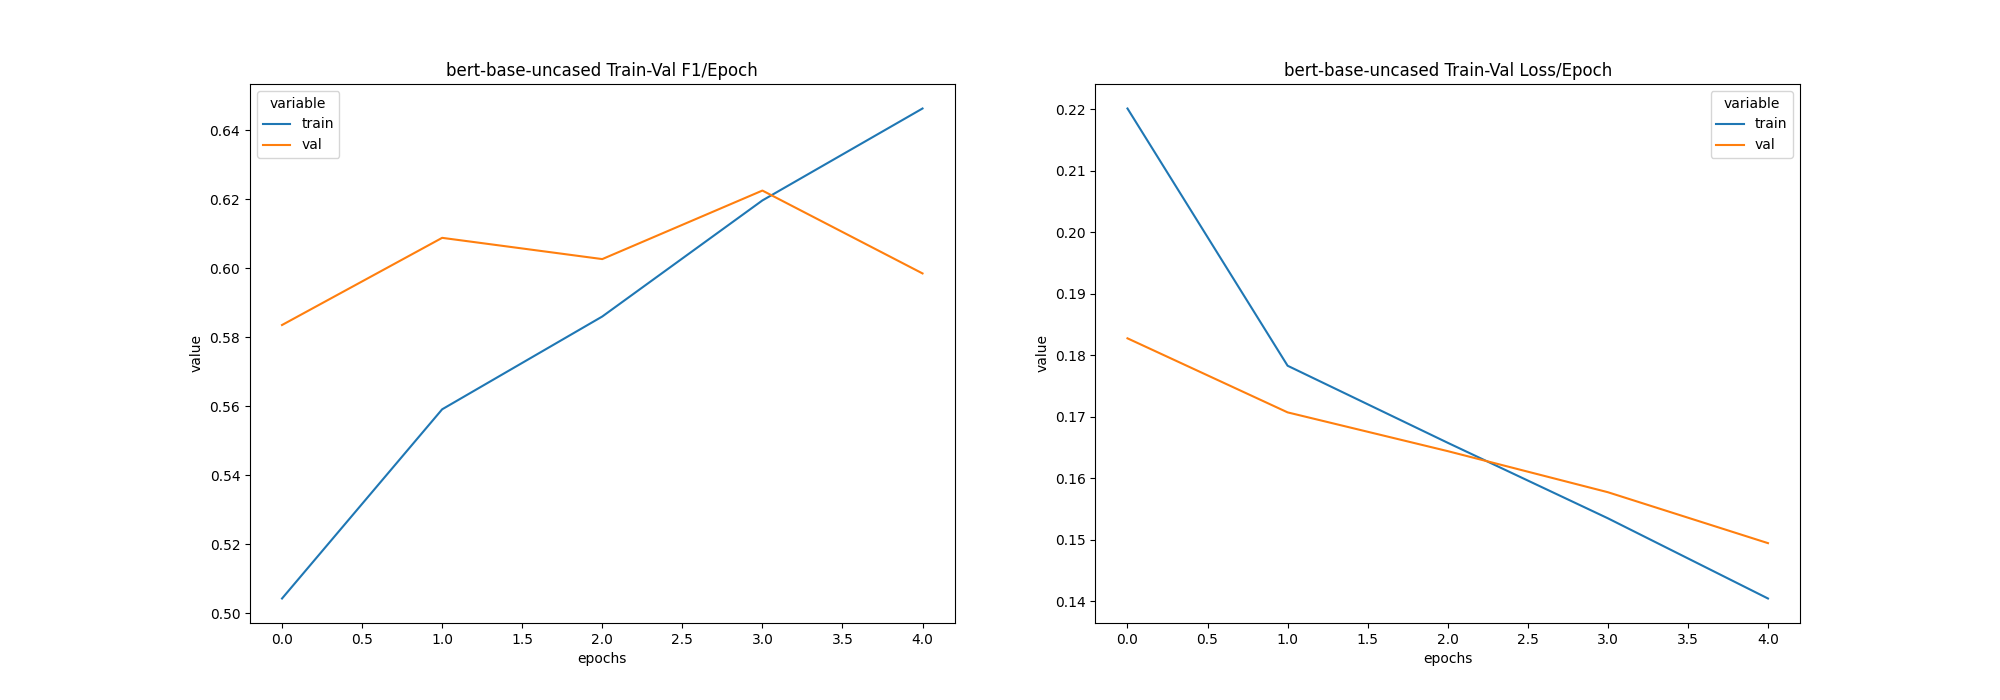 bert-base-uncased Train-Val F1/Epoch
variable
train
val
0.64
0.62
0.60
0.58
0.56
0.54
0.52
0.50
value
0.0 0.5 1.0 1.5 2.0 2.5 3.0 3.5 4.0
epochs
bert-base-uncased Train-Val Loss/Epoch
variable
train
val
0.22
0.21
0.20
0.19
0.18
0.17
0.16
0.15
0.14
value
0.0 0.5 1.0 1.5 2.0 2.5 3.0 3.5 4.0
epochs